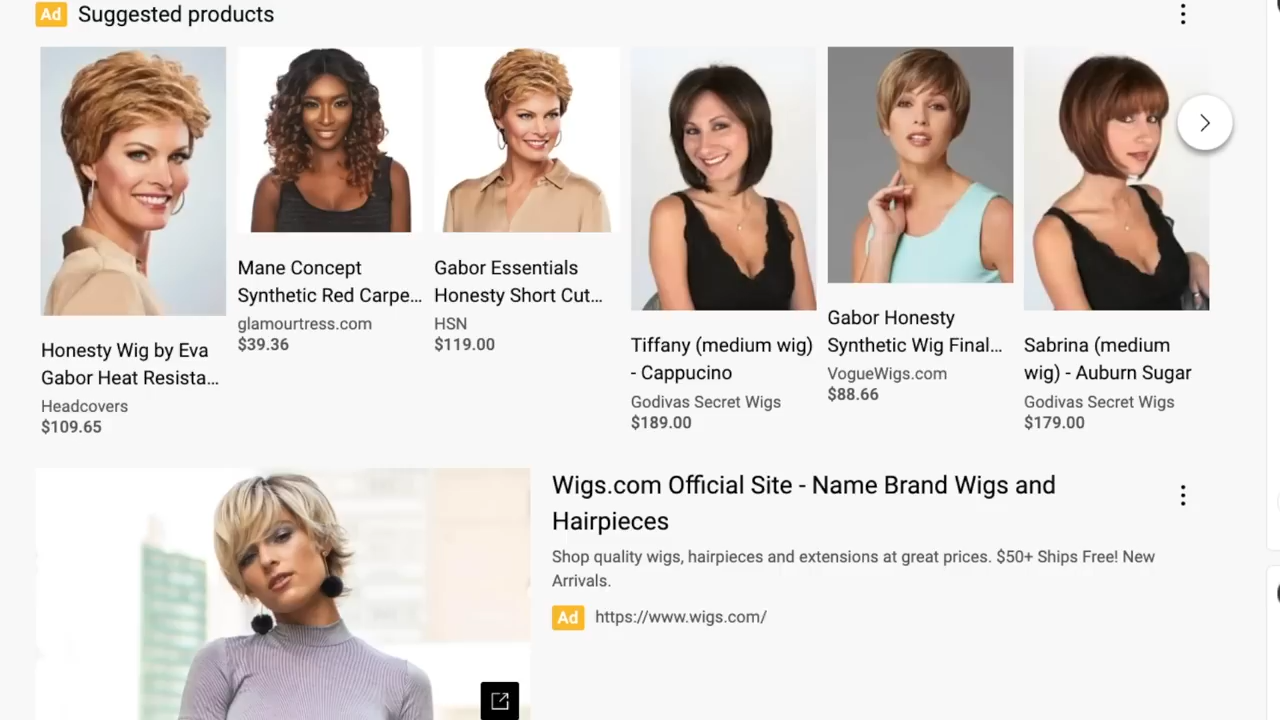 Ad Suggested products
Honesty Wig by Eva
Gabor Heat Resista...
Headcovers
$109.65
Mane Concept
Synthetic Red Carpe...
glamourtress.com
$39.36
Gabor Essentials
Honesty Short Cut...
HSN
$119.00
Tiffany (medium wig)
- Cappucino
Godivas Secret Wigs
$189.00
Gabor Honesty
Synthetic Wig Final...
VogueWigs.com
$88.66
Sabrina (medium
wig) - Auburn Sugar
Godivas Secret Wigs
$179.00
Wigs.com Official Site - Name Brand Wigs and
Hairpieces
Shop quality wigs, hairpieces and extensions at great prices. $50+ Ships Free! New
Arrivals.
Ad https://www.wigs.com/